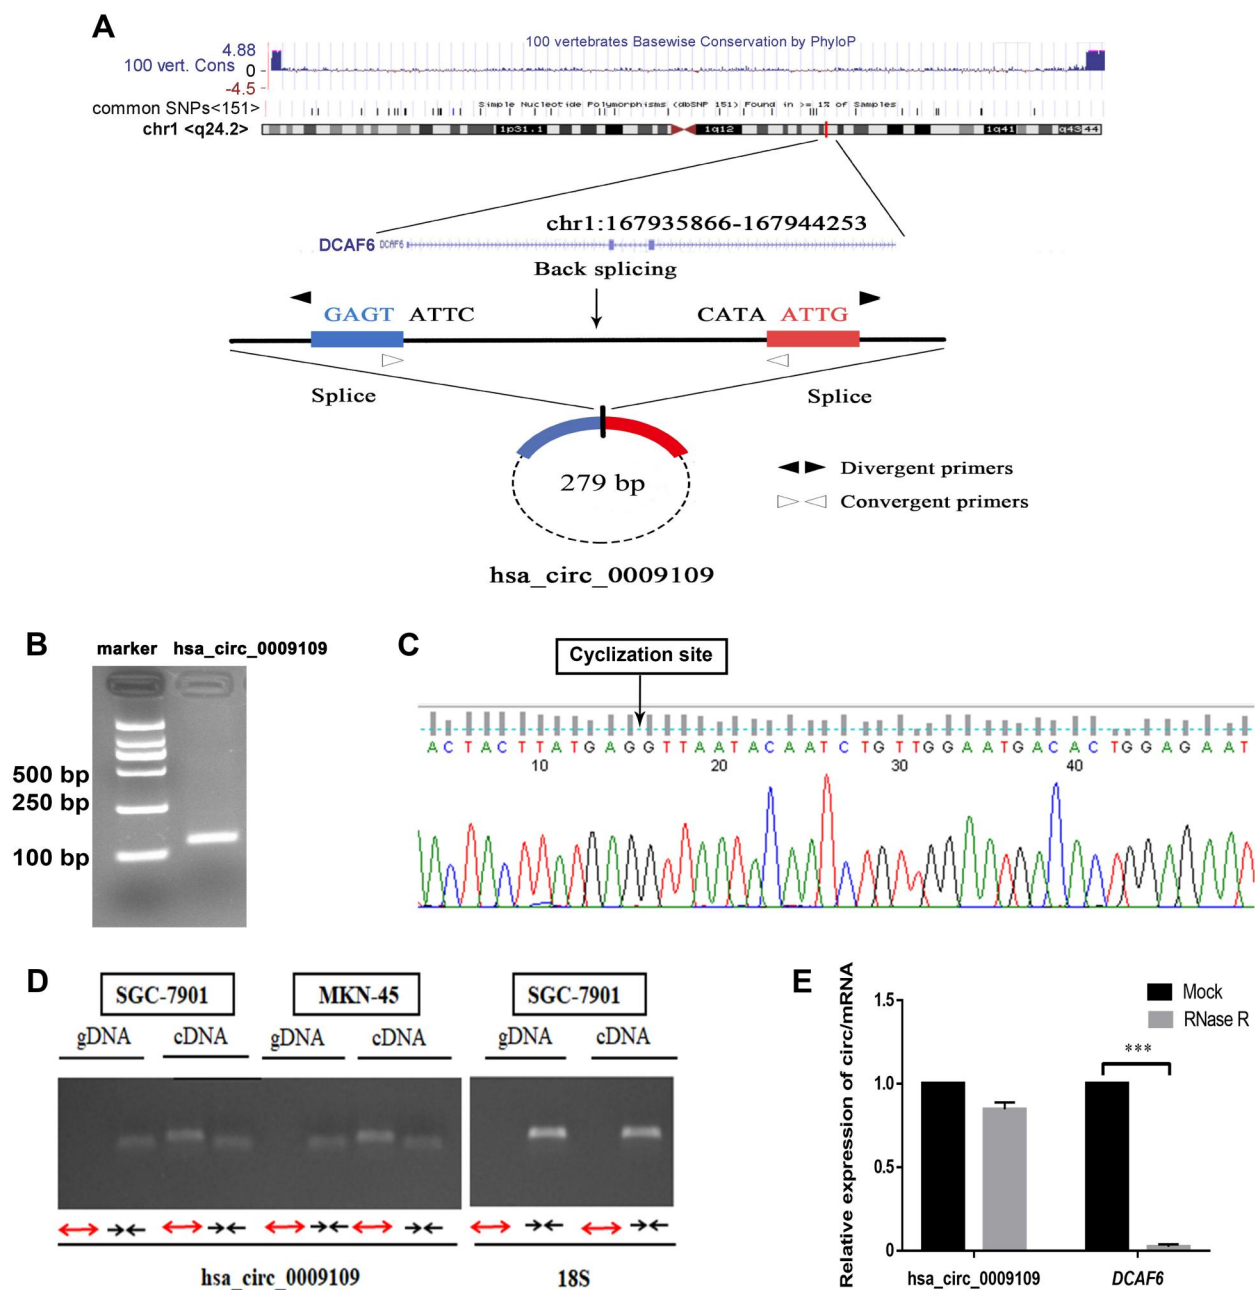 A
100 vertebrates Basewise Conservation by PhyloP
4.88
100 vert. Cons
0
-4.5
Simple Nucleotide Polymorphisms (dbSNP 151) Found in >= 1% of Samples
common SNPs<151>
chr1 <q24.2>
1p31.1 1q12 1q41 q43 44
chr1:167935866-167944253
DCAF6 DCAF6
Back splicing
GAGT ATTC CATA ATTG
Splice Splice
279 bp
Divergent primers
Convergent primers
hsa_circ_0009109
B
marker hsa_circ_0009109
500 bp
250 bp
100 bp
C
Cyclization site
A C T A C T T A T G A G G T T A A T A C A A T C T G T T G G A A T G A C A C T G G A G A A T
10 20 30 40
D
SGC-7901 MKN-45 SGC-7901
gDNA cDNA gDNA cDNA gDNA cDNA
hsa_circ_0009109 18S
E
Mock
RNase R
Relative expression of circ/mRNA
1.5
1.0
0.5
0
***
hsa_circ_0009109 DCAF6